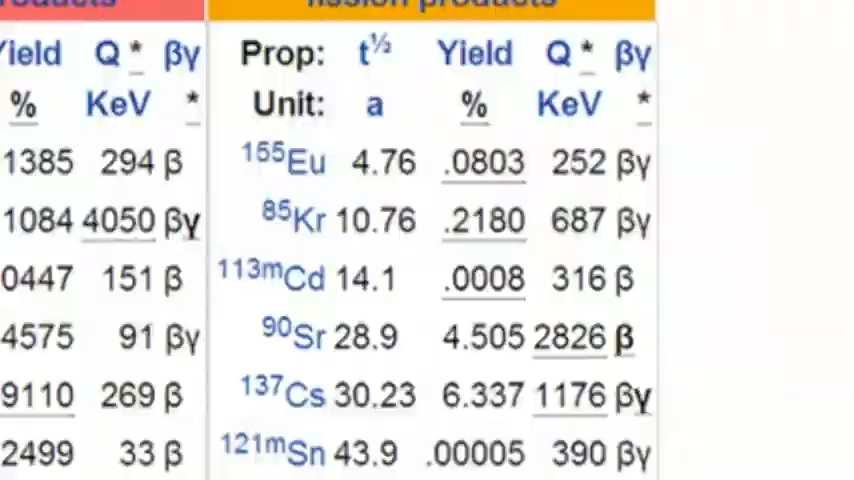 fission products
Yield Q * βγ Prop: t½ Yield Q * βγ
% KeV * Unit: a % KeV *
1385 294 β 155Eu 4.76 .0803 252 βγ
1084 4050 βγ 85Kr 10.76 .2180 687 βγ
0447 151 β 113mCd 14.1 .0008 316 β
4575 91 βγ 90Sr 28.9 4.505 2826 β
9110 269 β 137Cs 30.23 6.337 1176 βγ
2499 33 β 121mSn 43.9 .00005 390 βγ